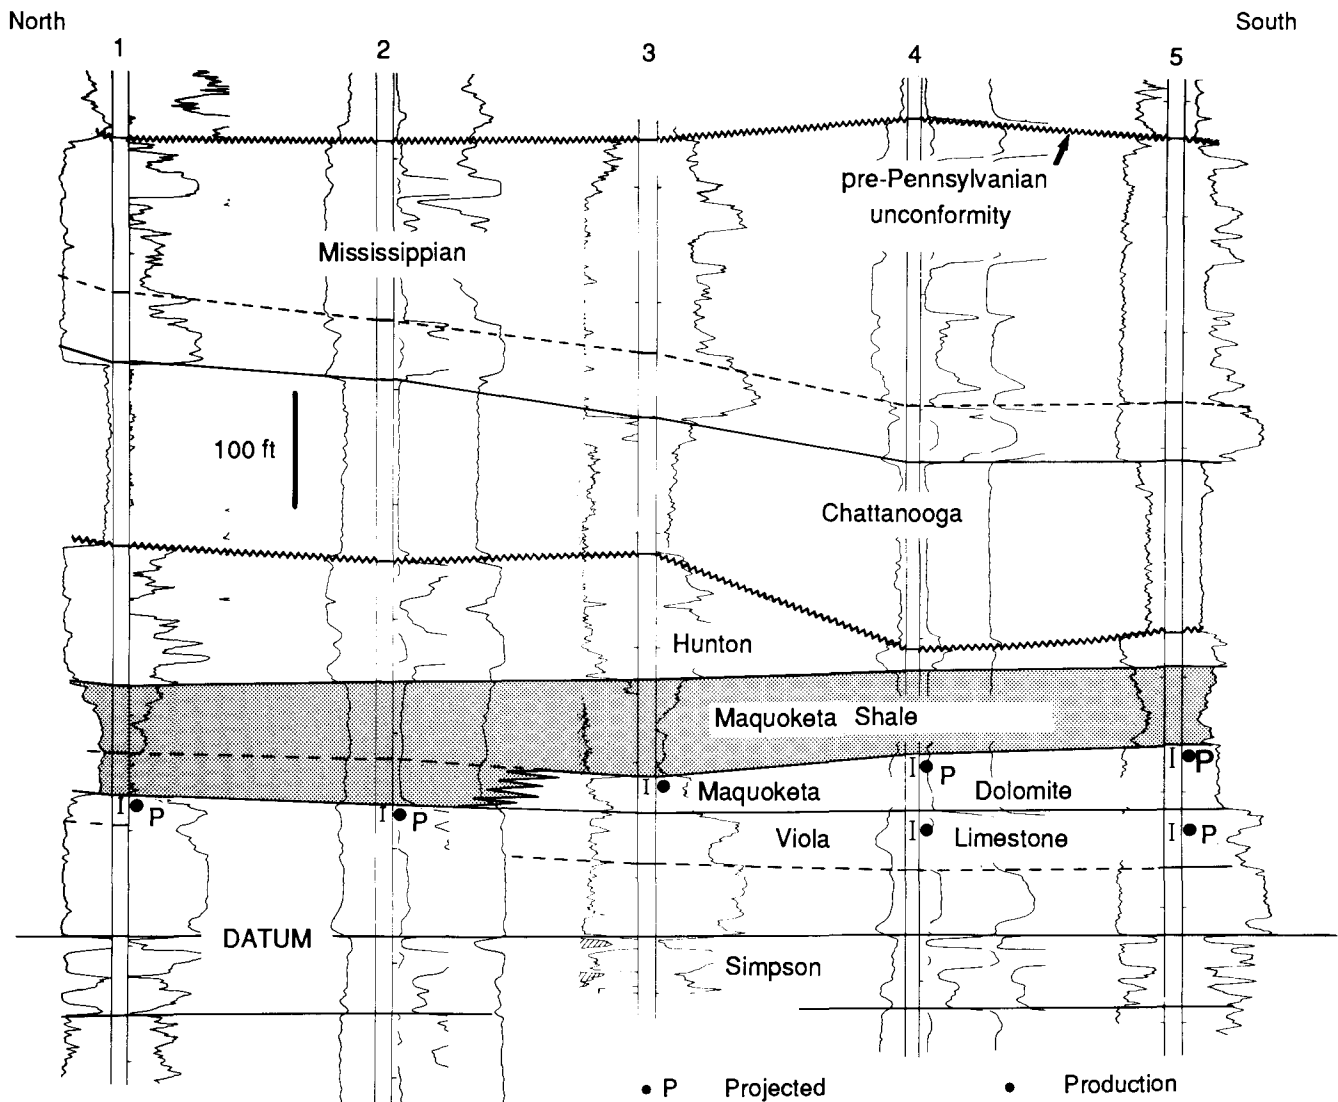 North
South
1 2 3 4 5
pre-Pennsylvanian
unconformity
Mississippian
100 ft
Chattanooga
Hunton
Maquoketa Shale
I P
I P
I
I P
I P
Maquoketa Dolomite
I
I P
Viola Limestone
DATUM
Simpson
P Projected
Production